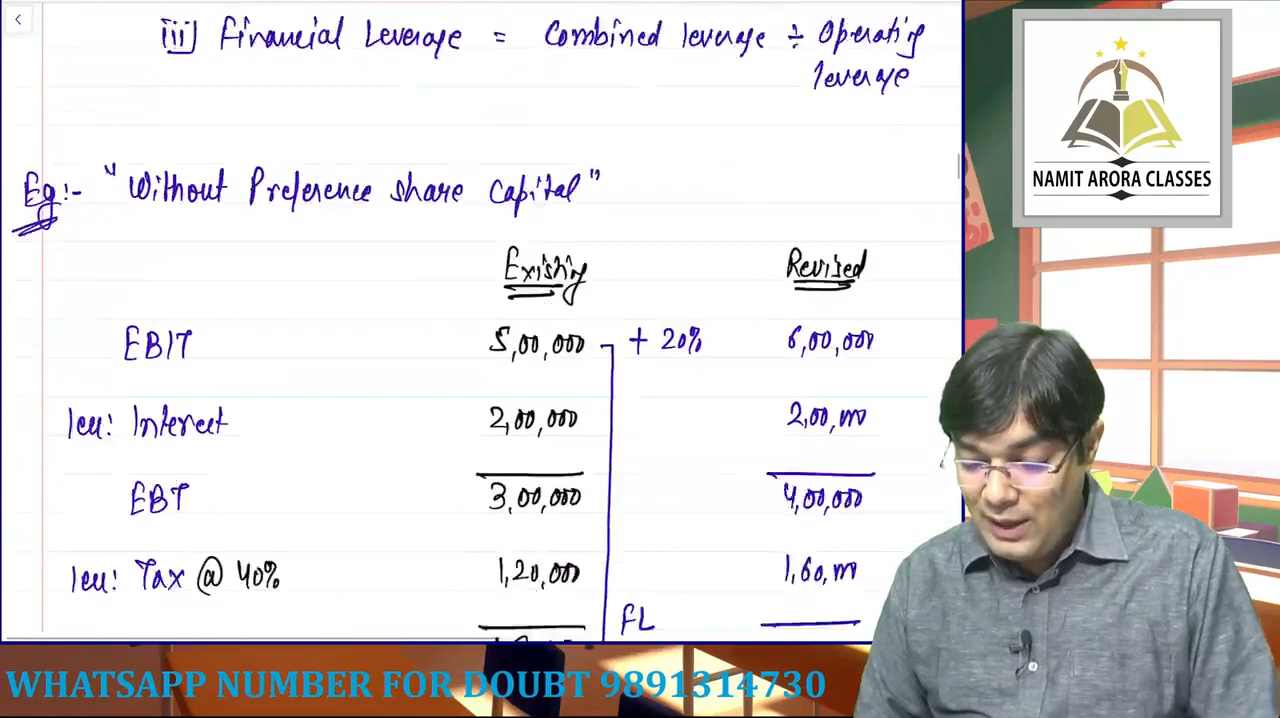 iii) Financial Leverage = Combined leverage ÷ Operating leverage
Eg:- "Without Preference share capital"
Existing Revised
EBIT 5,00,000 + 20% 6,00,000
less: Interest 2,00,000 2,00,000
EBT 3,00,000 4,00,000
less: Tax @ 40% 1,20,000 1,60,000
FL
NAMIT ARORA CLASSES
WHATSAPP NUMBER FOR DOUBT 9891314730